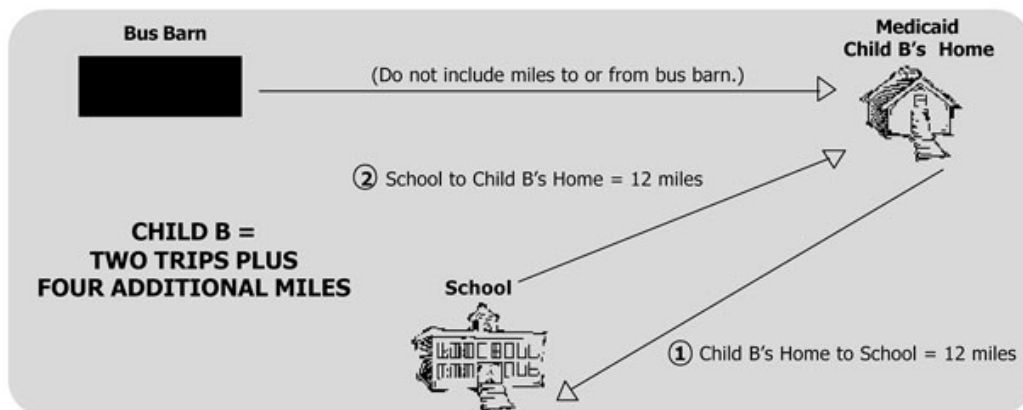 Bus Barn
Medicaid
Child B's Home
(Do not include miles to or from bus barn.)
② School to Child B's Home = 12 miles
CHILD B =
TWO TRIPS PLUS
FOUR ADDITIONAL MILES
School
① Child B's Home to School = 12 miles